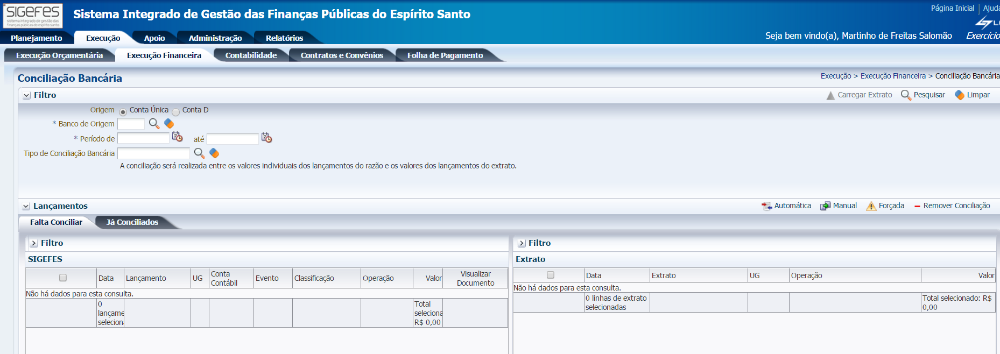 SIGEFES
sistema integrado de gestão das
finanças públicas do espírito santo
Sistema Integrado de Gestão das Finanças Públicas do Espírito Santo
Página Inicial
Planejamento
Execução
Apoio
Administração
Relatórios
Seja bem vindo(a), Martinho de Freitas Salomão
Exercício
Execução Orçamentária
Execução Financeira
Contabilidade
Contratos e Convênios
Folha de Pagamento
Conciliação Bancária
Execução > Execução Financeira > Conciliação Bancária
Filtro
Carregar Extrato
Pesquisar
Limpar
Origem
Conta Única
Conta D
* Banco de Origem
* Período de
até
Tipo de Conciliação Bancária
A conciliação será realizada entre os valores individuais dos lançamentos do razão e os valores dos lançamentos do extrato.
Lançamentos
Automática
Manual
Forçada
Remover Conciliação
Falta Conciliar
Já Conciliados
Filtro
SIGEFES
Data
Lançamento
UG
Conta
Contábil
Evento
Classificação
Operação
Valor
Visualizar
Documento
Não há dados para esta consulta.
0
lançame
selecion
Total
seleciona
R$ 0,00
Filtro
Extrato
Data
Extrato
UG
Operação
Valor
Não há dados para esta consulta.
0 linhas de extrato
selecionadas
Total selecionado: R$
0,00